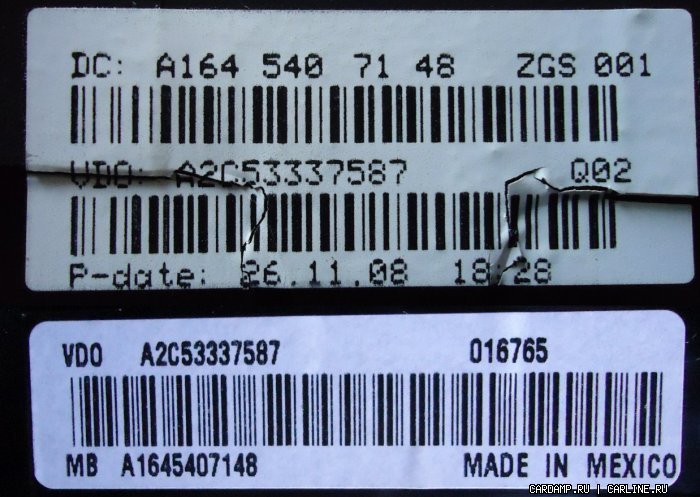 DC: A164 540 71 48 ZGS 001
VDO: A2C53337587 Q02
P-date: 26.11.08 18:28
VDO A2C53337587 016765
MB A1645407148 MADE IN MEXICO
CARDAMP.RU | CARLINE.RU